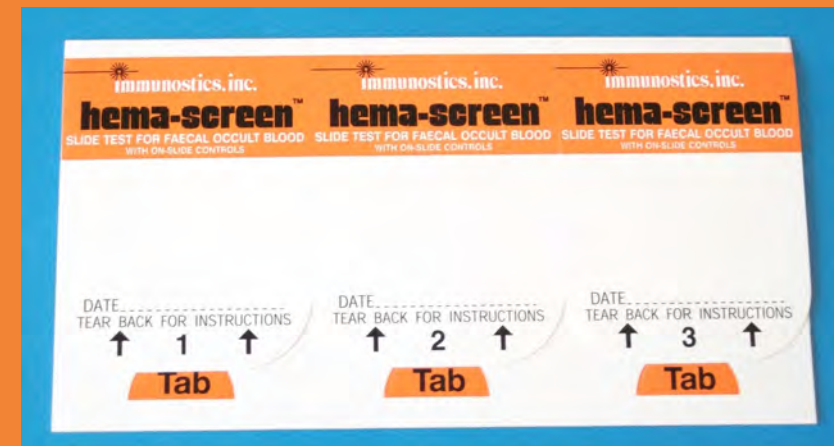 immunostics, inc. immunostics, inc. immunostics, inc.
hema-screen™ hema-screen™ hema-screen™
SLIDE TEST FOR FAECAL OCCULT BLOOD SLIDE TEST FOR FAECAL OCCULT BLOOD SLIDE TEST FOR FAECAL OCCULT BLOOD
WITH ON-SLIDE CONTROLS WITH ON-SLIDE CONTROLS WITH ON-SLIDE CONTROLS
DATE DATE DATE
TEAR BACK FOR INSTRUCTIONS TEAR BACK FOR INSTRUCTIONS TEAR BACK FOR INSTRUCTIONS
1 2 3
Tab Tab Tab